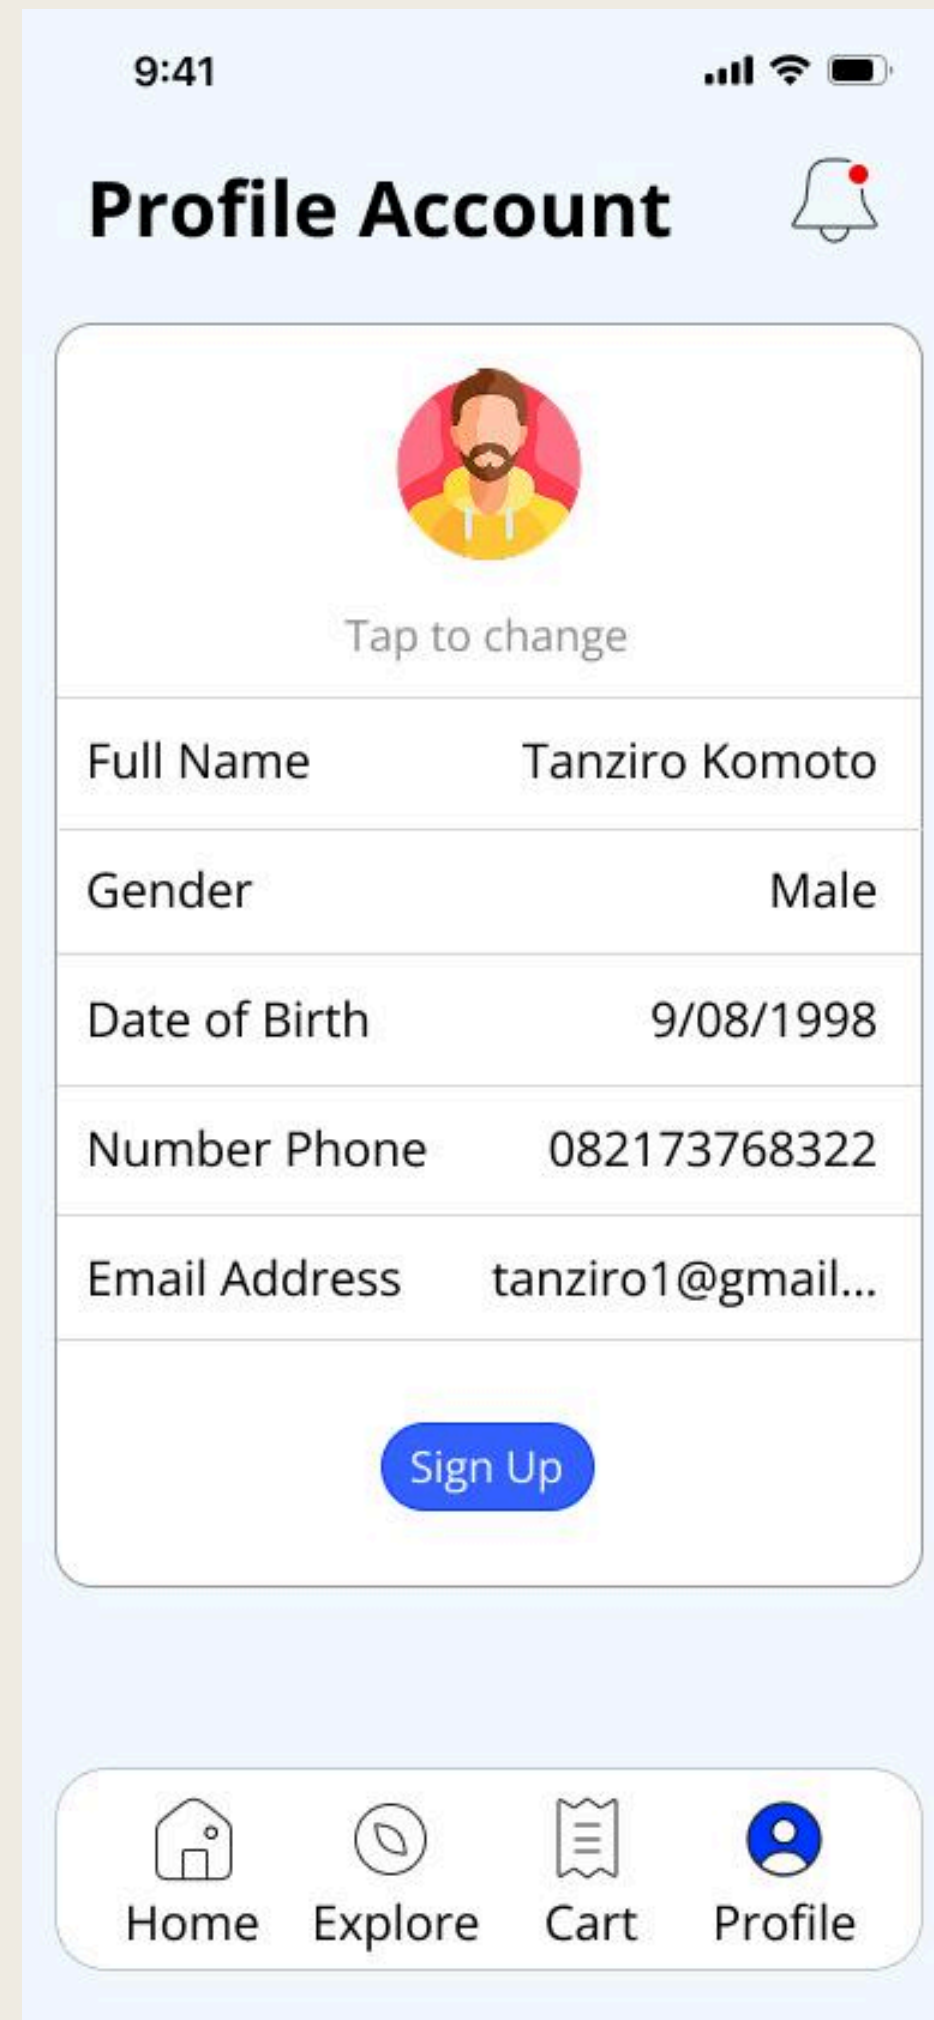 9:41
Profile Account
Tap to change
Full Name Tanziro Komoto
Gender Male
Date of Birth 9/08/1998
Number Phone 082173768322
Email Address tanziro1@gmail...
Sign Up
Home Explore Cart Profile